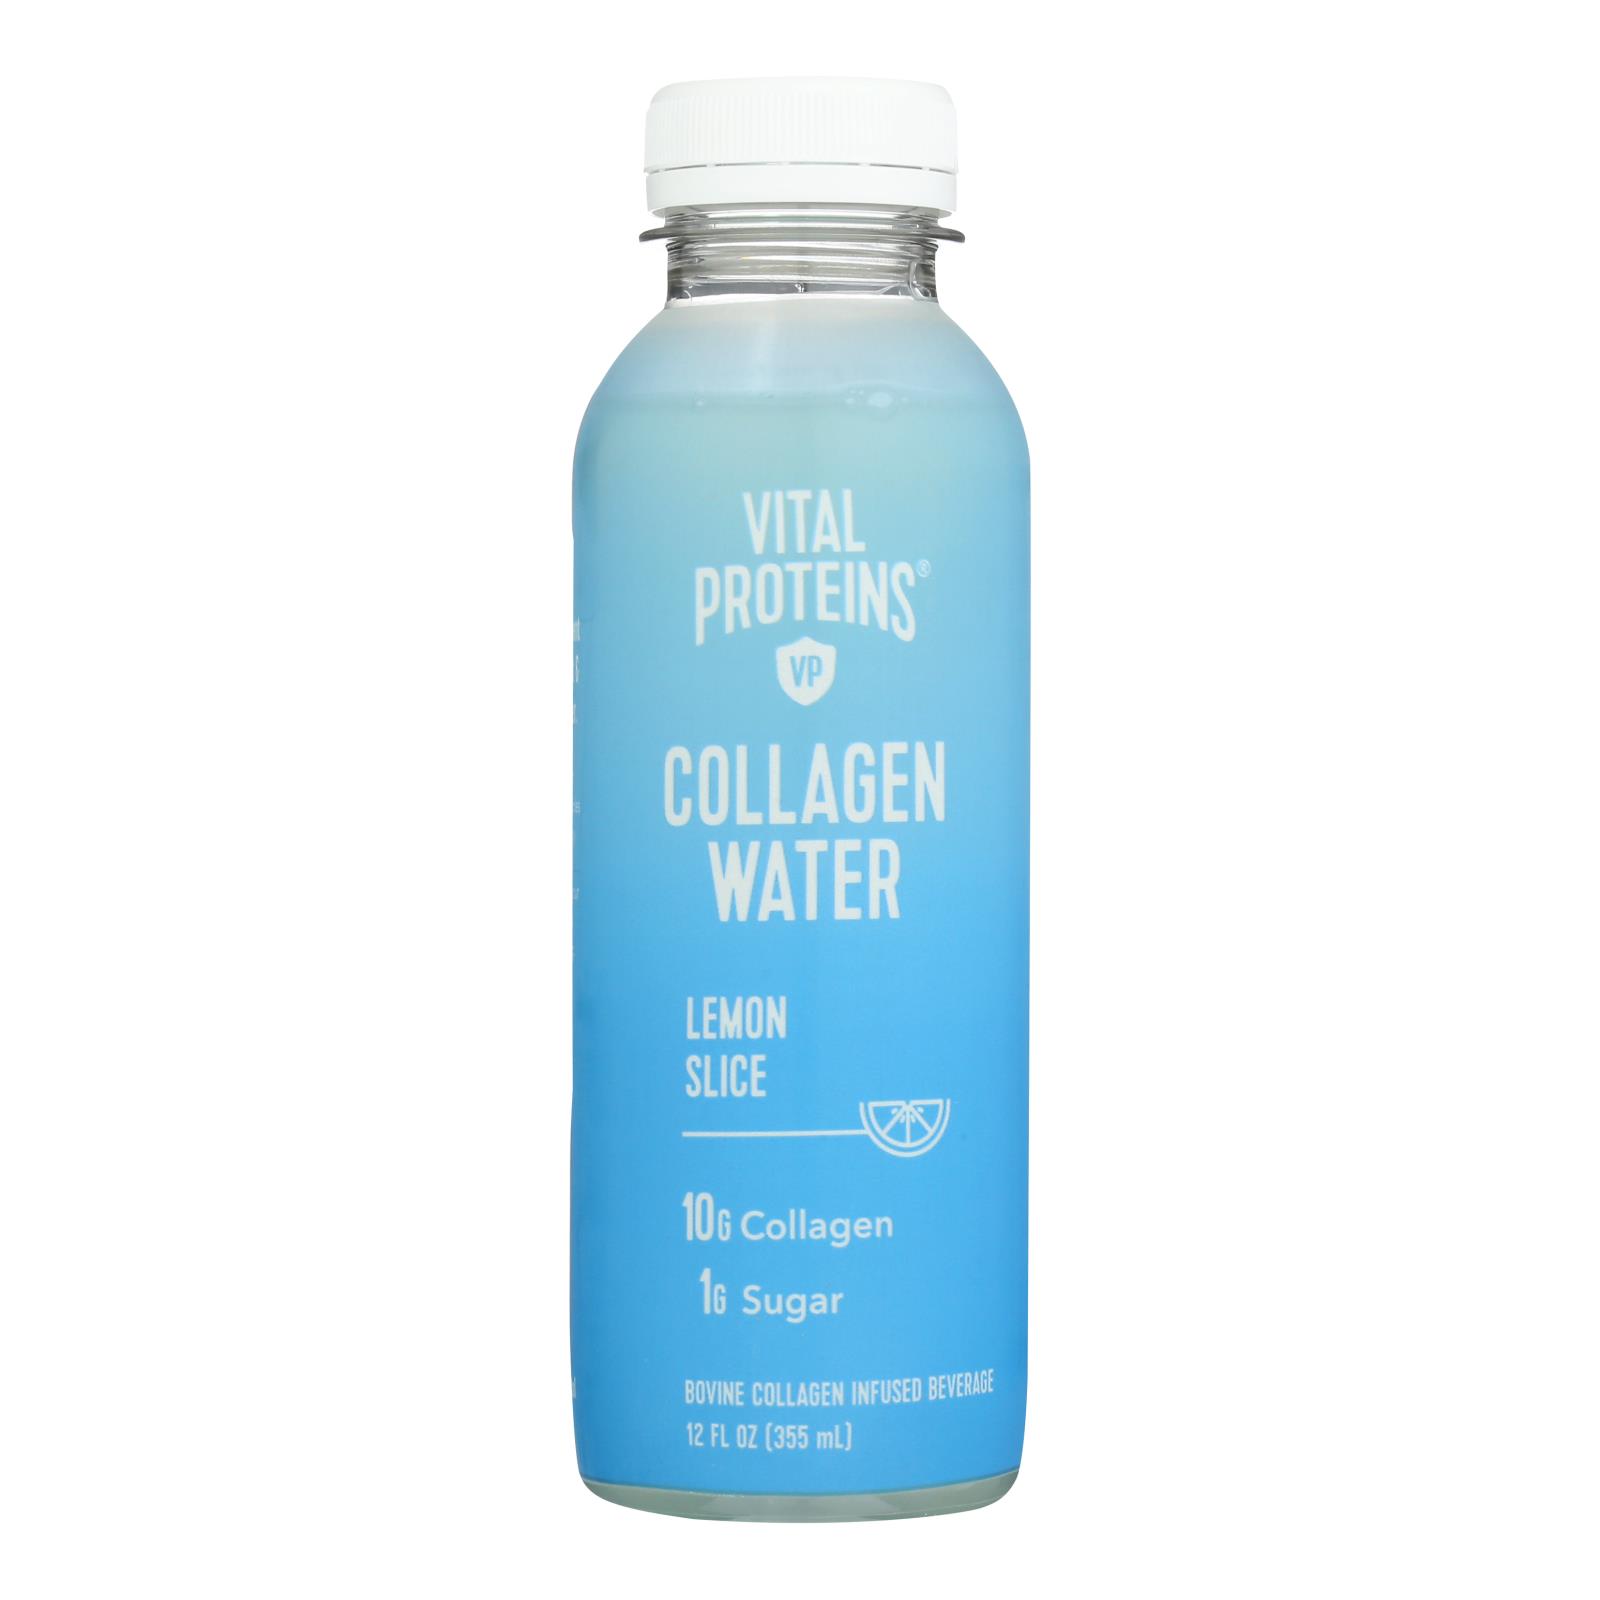 VITAL
PROTEINS®
VP
COLLAGEN
WATER
LEMON
SLICE
10G Collagen
1G Sugar
BOVINE COLLAGEN INFUSED BEVERAGE
12 FL OZ (355 mL)